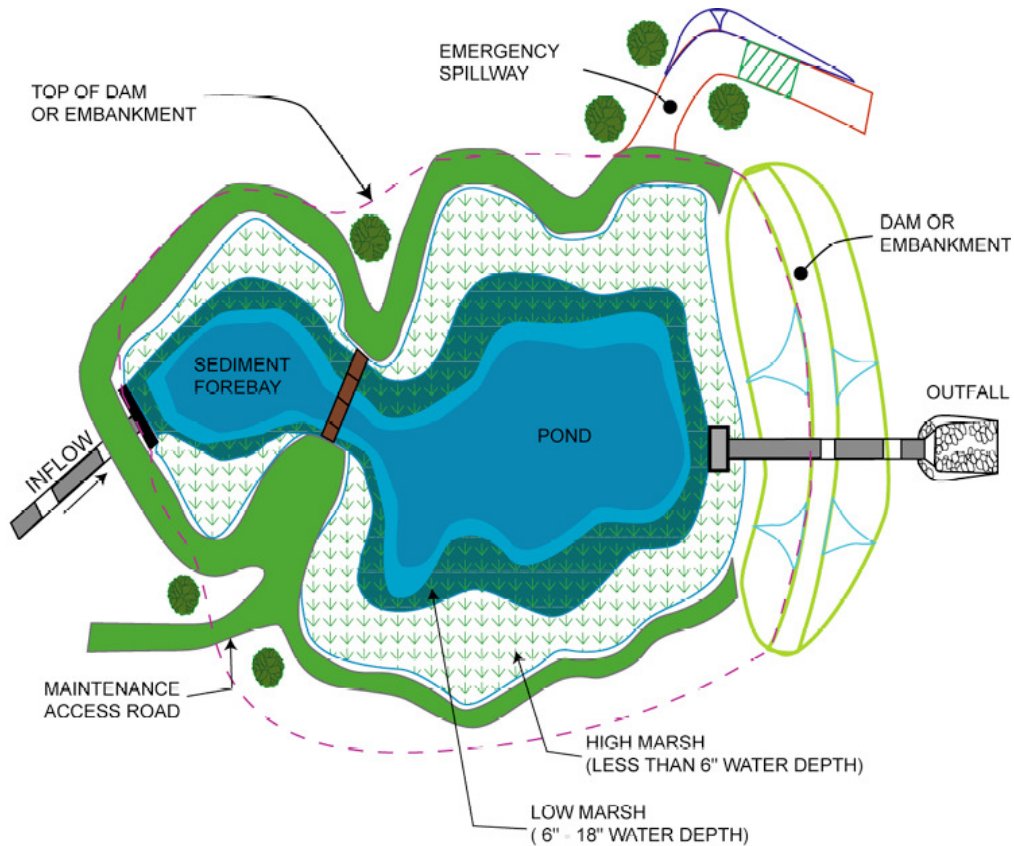 EMERGENCY
SPILLWAY
TOP OF DAM
OR EMBANKMENT
DAM OR
EMBANKMENT
SEDIMENT
FOREBAY
OUTFALL
POND
INFLOW
MAINTENANCE
ACCESS ROAD
HIGH MARSH
(LESS THAN 6" WATER DEPTH)
LOW MARSH
( 6" - 18" WATER DEPTH)